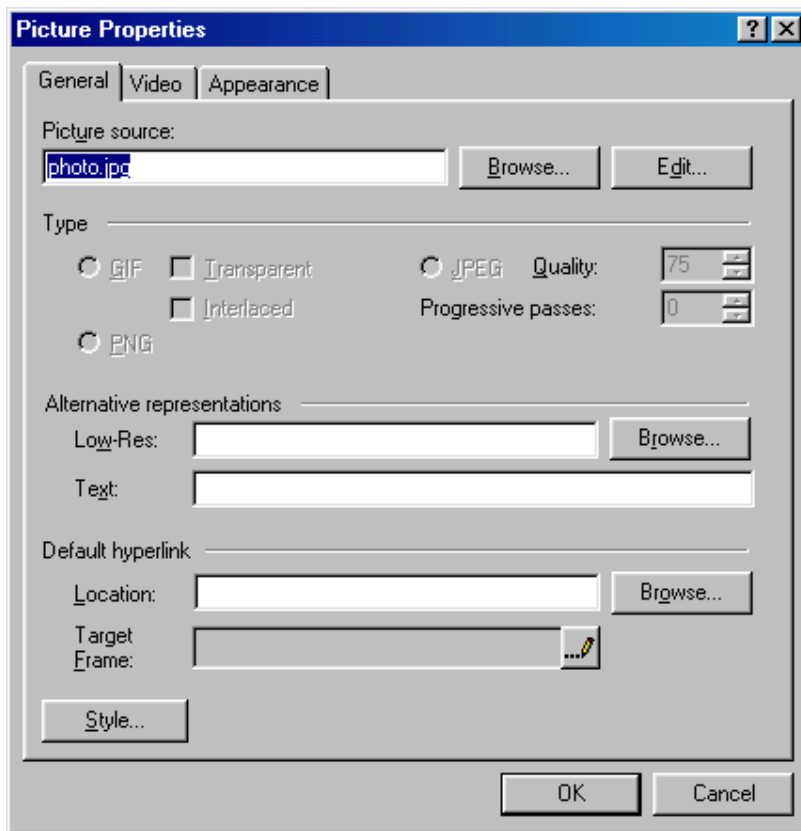 Picture Properties
General Video Appearance
Picture source:
photo.jpg Browse... Edit...
Type
GIF Transparent JPEG Quality: 75
Interlaced Progressive passes: 0
PNG
Alternative representations
Low-Res: Browse...
Text:
Default hyperlink
Location: Browse...
Target
Frame: ...
Style...
OK Cancel